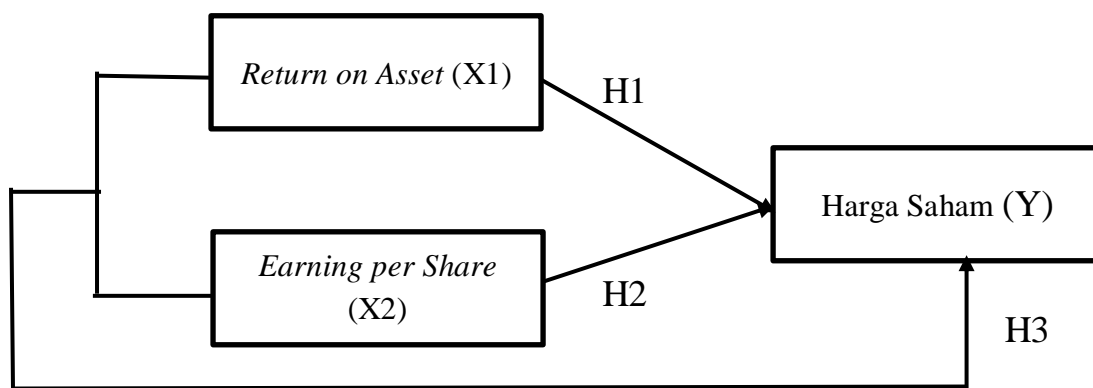 Return on Asset (X1)
H1
Harga Saham (Y)
Earning per Share
(X2)
H2
H3